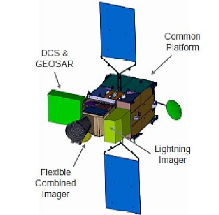 Common
Platform
DCS &
GEOSAR
Lightning
Imager
Flexible
Combined
Imager